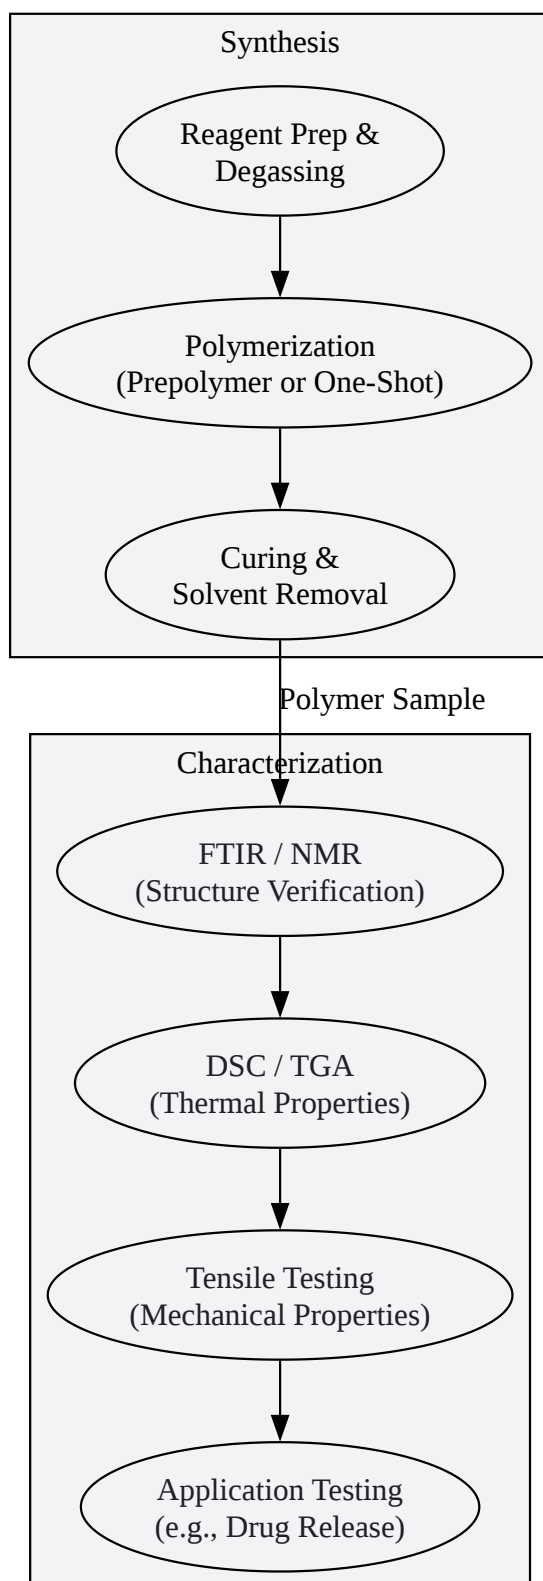 Synthesis
Reagent Prep &
Degassing
Polymerization
(Prepolymer or One-Shot)
Curing &
Solvent Removal
Polymer Sample
Characterization
FTIR / NMR
(Structure Verification)
DSC / TGA
(Thermal Properties)
Tensile Testing
(Mechanical Properties)
Application Testing
(e.g., Drug Release)